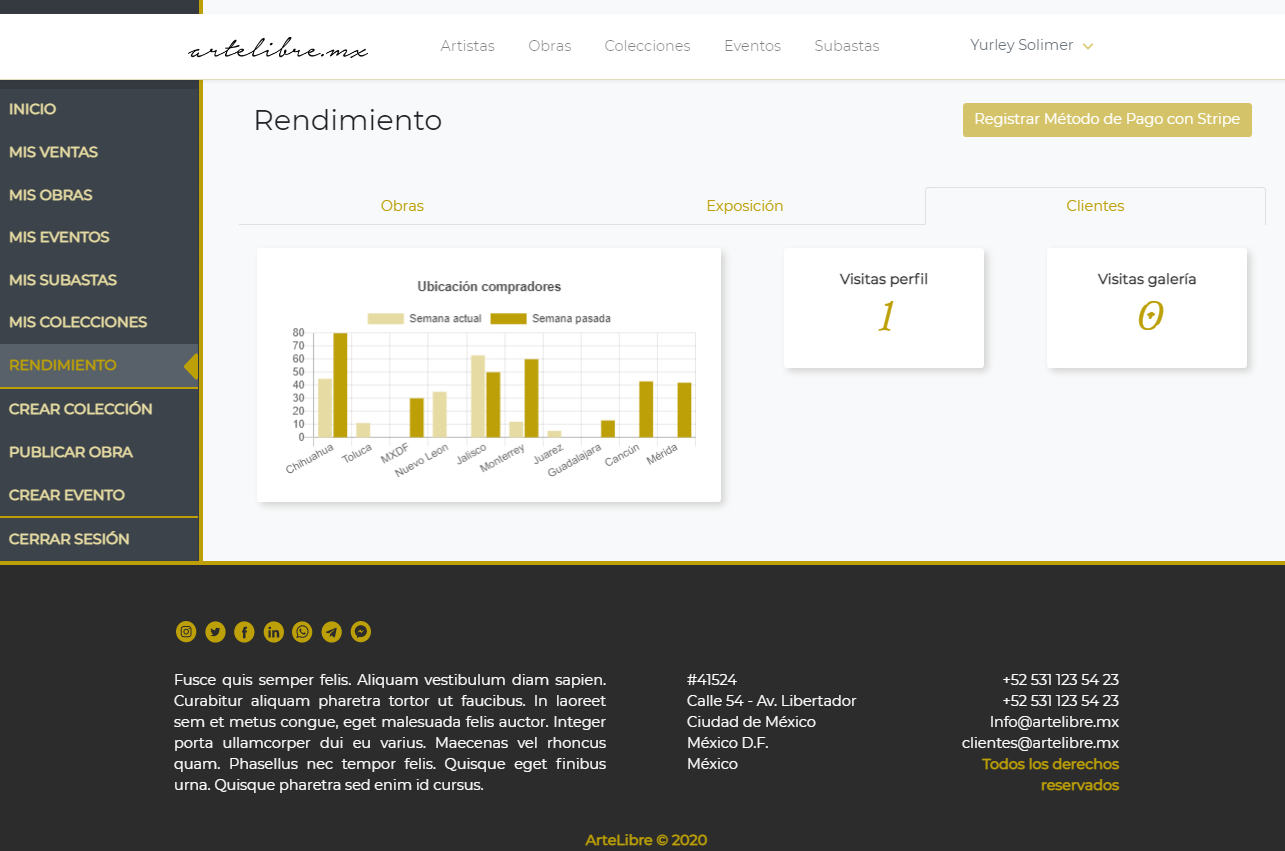 artelibre.mx
Artistas
Obras
Colecciones
Eventos
Subastas
Yurley Solimer
INICIO
MIS VENTAS
MIS OBRAS
MIS EVENTOS
MIS SUBASTAS
MIS COLECCIONES
RENDIMIENTO
CREAR COLECCIÓN
PUBLICAR OBRA
CREAR EVENTO
CERRAR SESIÓN
Rendimiento
Registrar Método de Pago con Stripe
Obras
Exposición
Clientes
Ubicación compradores
Semana actual
Semana pasada
80
70
60
50
40
30
20
10
0
Chihuahua
Toluca
MXDF
Nuevo Leon
Jalisco
Monterrey
Juarez
Guadalajara
Cancún
Mérida
Visitas perfil
1
Visitas galería
0
Fusce quis semper felis. Aliquam vestibulum diam sapien.
Curabitur aliquam pharetra tortor ut faucibus. In laoreet
sem et metus congue, eget malesuada felis auctor. Integer
porta ullamcorper dui eu varius. Maecenas vel rhoncus
quam. Phasellus nec tempor felis. Quisque eget finibus
urna. Quisque pharetra sed enim id cursus.
#41524
Calle 54 - Av. Libertador
Ciudad de México
México D.F.
México
+52 531 123 54 23
+52 531 123 54 23
Info@artelibre.mx
clientes@artelibre.mx
Todos los derechos
reservados
ArteLibre © 2020